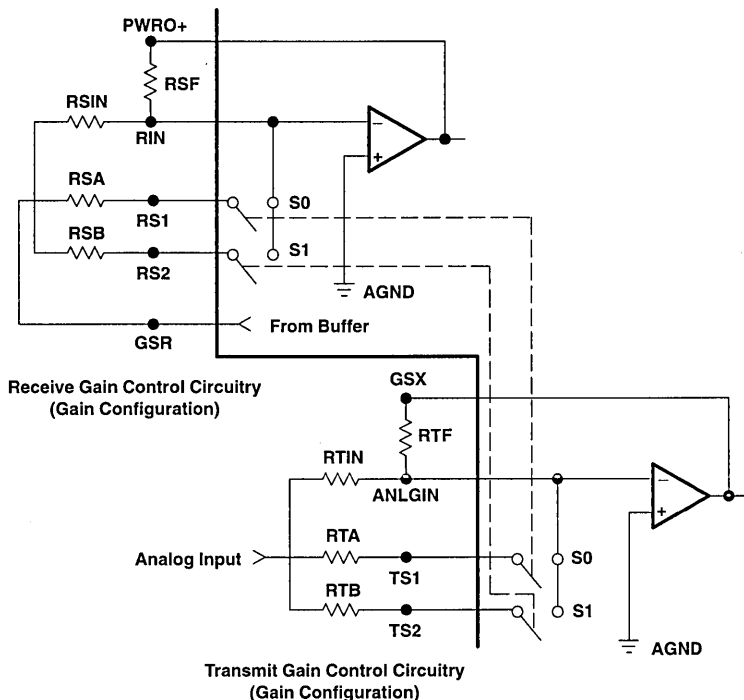 PWRO+
RSF
RSIN
RIN
−
+
RSA
RS1
S0
RSB
RS2
S1
AGND
GSR
From Buffer
Receive Gain Control Circuitry
(Gain Configuration)
GSX
RTF
RTIN
ANLGIN
−
+
RTA
Analog Input
TS1
S0
RTB
TS2
S1
AGND
Transmit Gain Control Circuitry
(Gain Configuration)